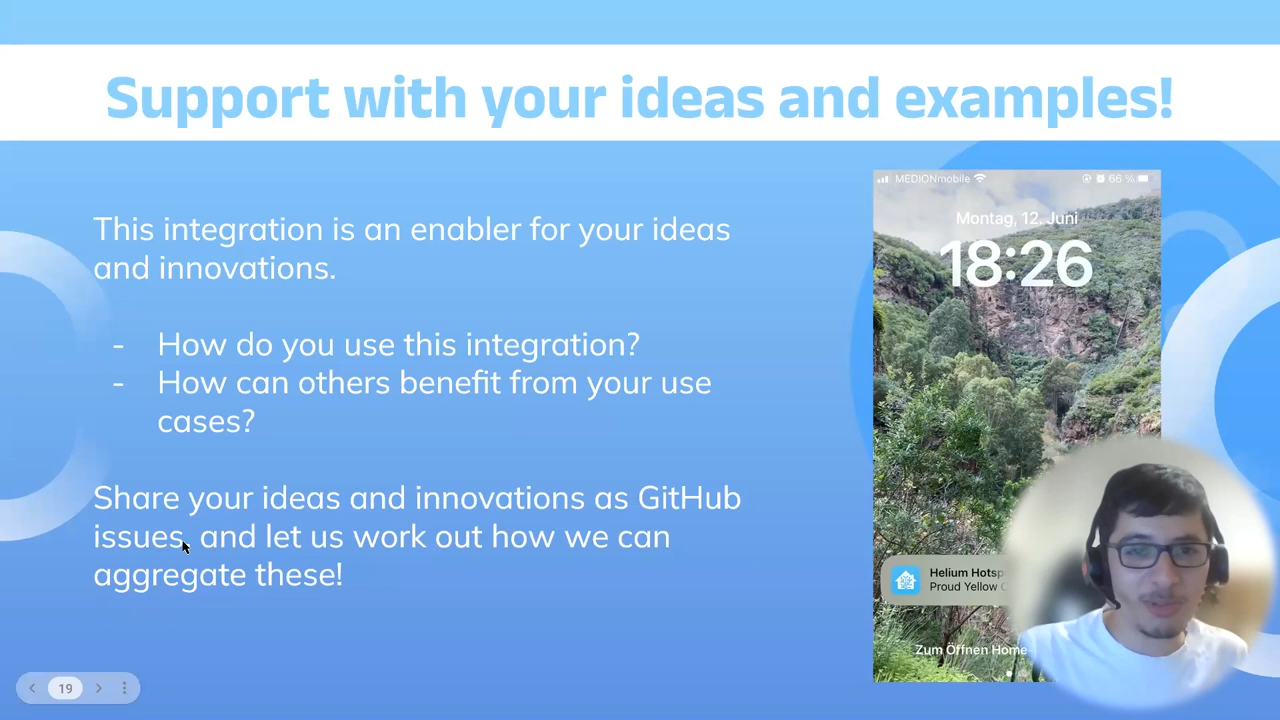 Support with your ideas and examples!
This integration is an enabler for your ideas
and innovations.
- How do you use this integration?
- How can others benefit from your use
cases?
Share your ideas and innovations as GitHub
issues, and let us work out how we can
aggregate these!
MEDIONmobile
66 %
Montag, 12. Juni
18:26
Helium Hotsp
Proud Yellow
Zum Öffnen Home-
19